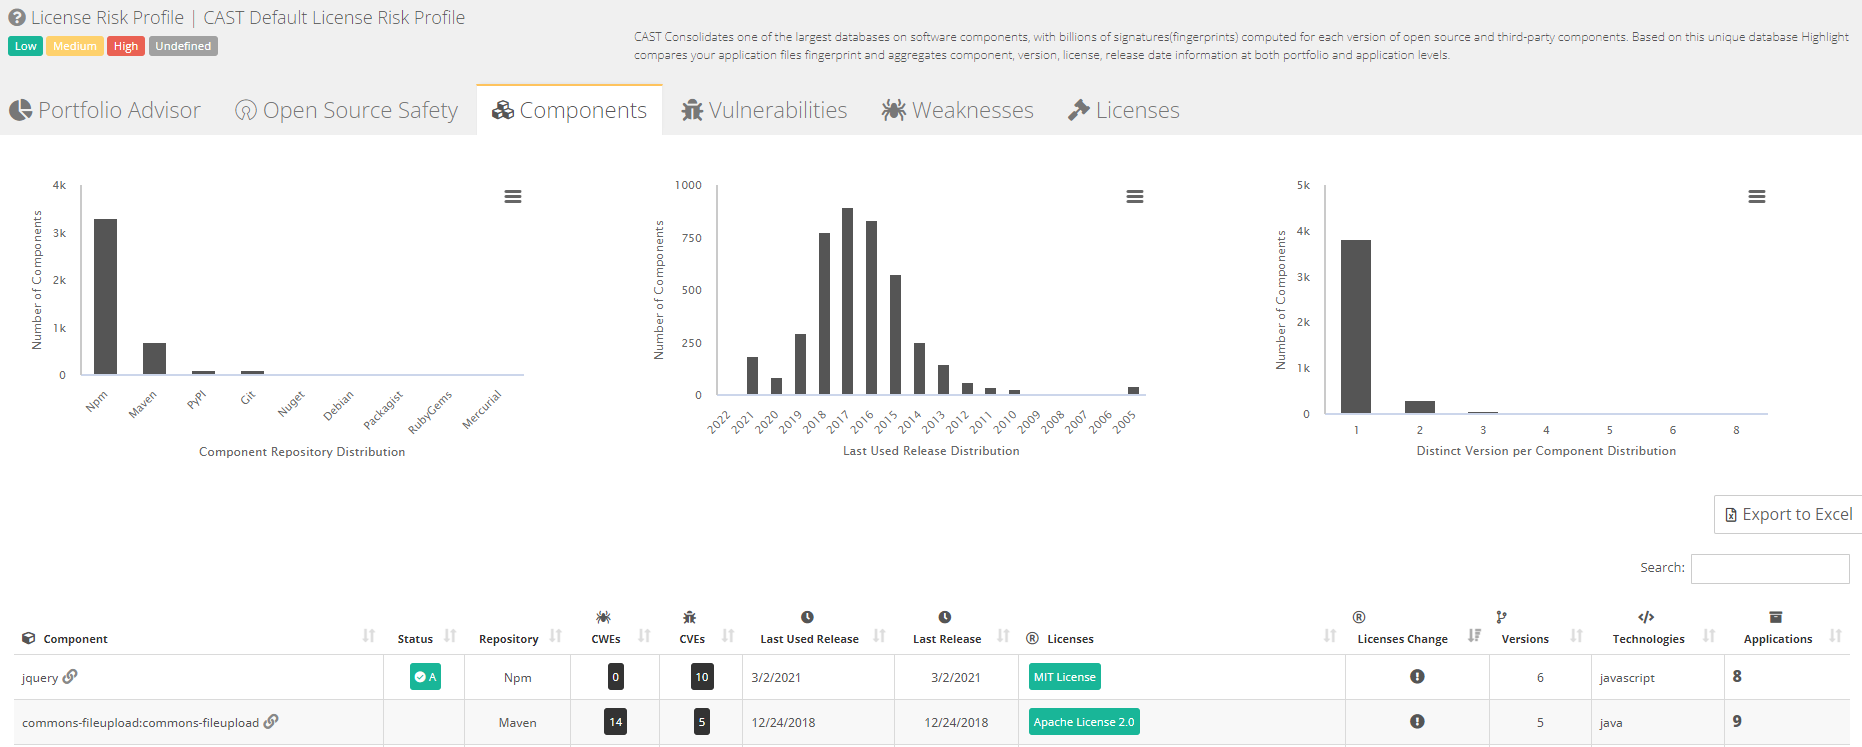 License Risk Profile | CAST Default License Risk Profile
Low Medium High Undefined
CAST Consolidates one of the largest databases on software components, with billions of signatures(fingerprints) computed for each version of open source and third-party components. Based on this unique database Highlight
compares your application files fingerprint and aggregates component, version, license, release date information at both portfolio and application levels.
Portfolio Advisor Open Source Safety Components Vulnerabilities Weaknesses Licenses
Number of Components
4k
3k
2k
1k
0
Npm Maven PyPI Git Nuget Debian Packagist RubyGems Mercurial
Component Repository Distribution
Number of Components
1000
750
500
250
0
2022 2021 2020 2019 2018 2017 2016 2015 2014 2013 2012 2011 2010 2009 2008 2007 2006 2005
Last Used Release Distribution
Number of Components
5k
4k
3k
2k
1k
0
1 2 3 4 5 6 8
Distinct Version per Component Distribution
Export to Excel
Search:
Component Status Repository CWEs CVEs Last Used Release Last Release Licenses Licenses Change Versions Technologies Applications
jquery A Npm 0 10 3/2/2021 3/2/2021 MIT License 6 javascript 8
commons-fileupload:commons-fileupload Maven 14 5 12/24/2018 12/24/2018 Apache License 2.0 5 java 9